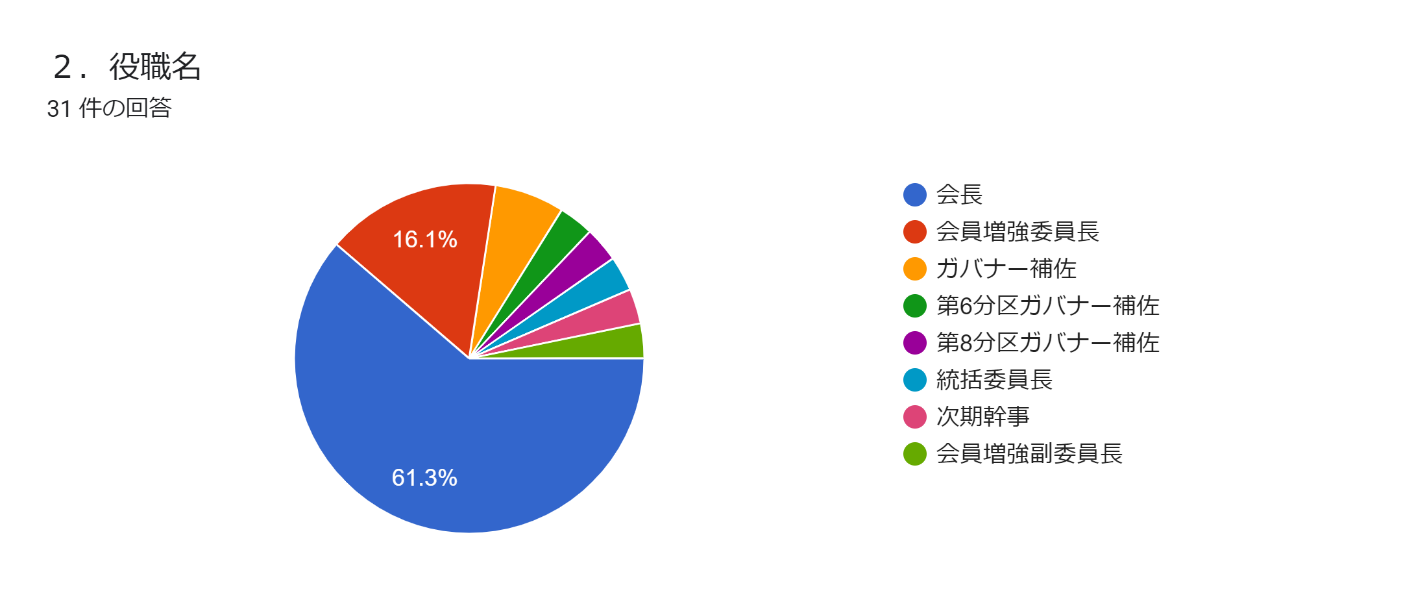 ２．役職名
31 件の回答
16.1%
61.3%
会長
会員増強委員長
ガバナー補佐
第6分区ガバナー補佐
第8分区ガバナー補佐
統括委員長
次期幹事
会員増強副委員長